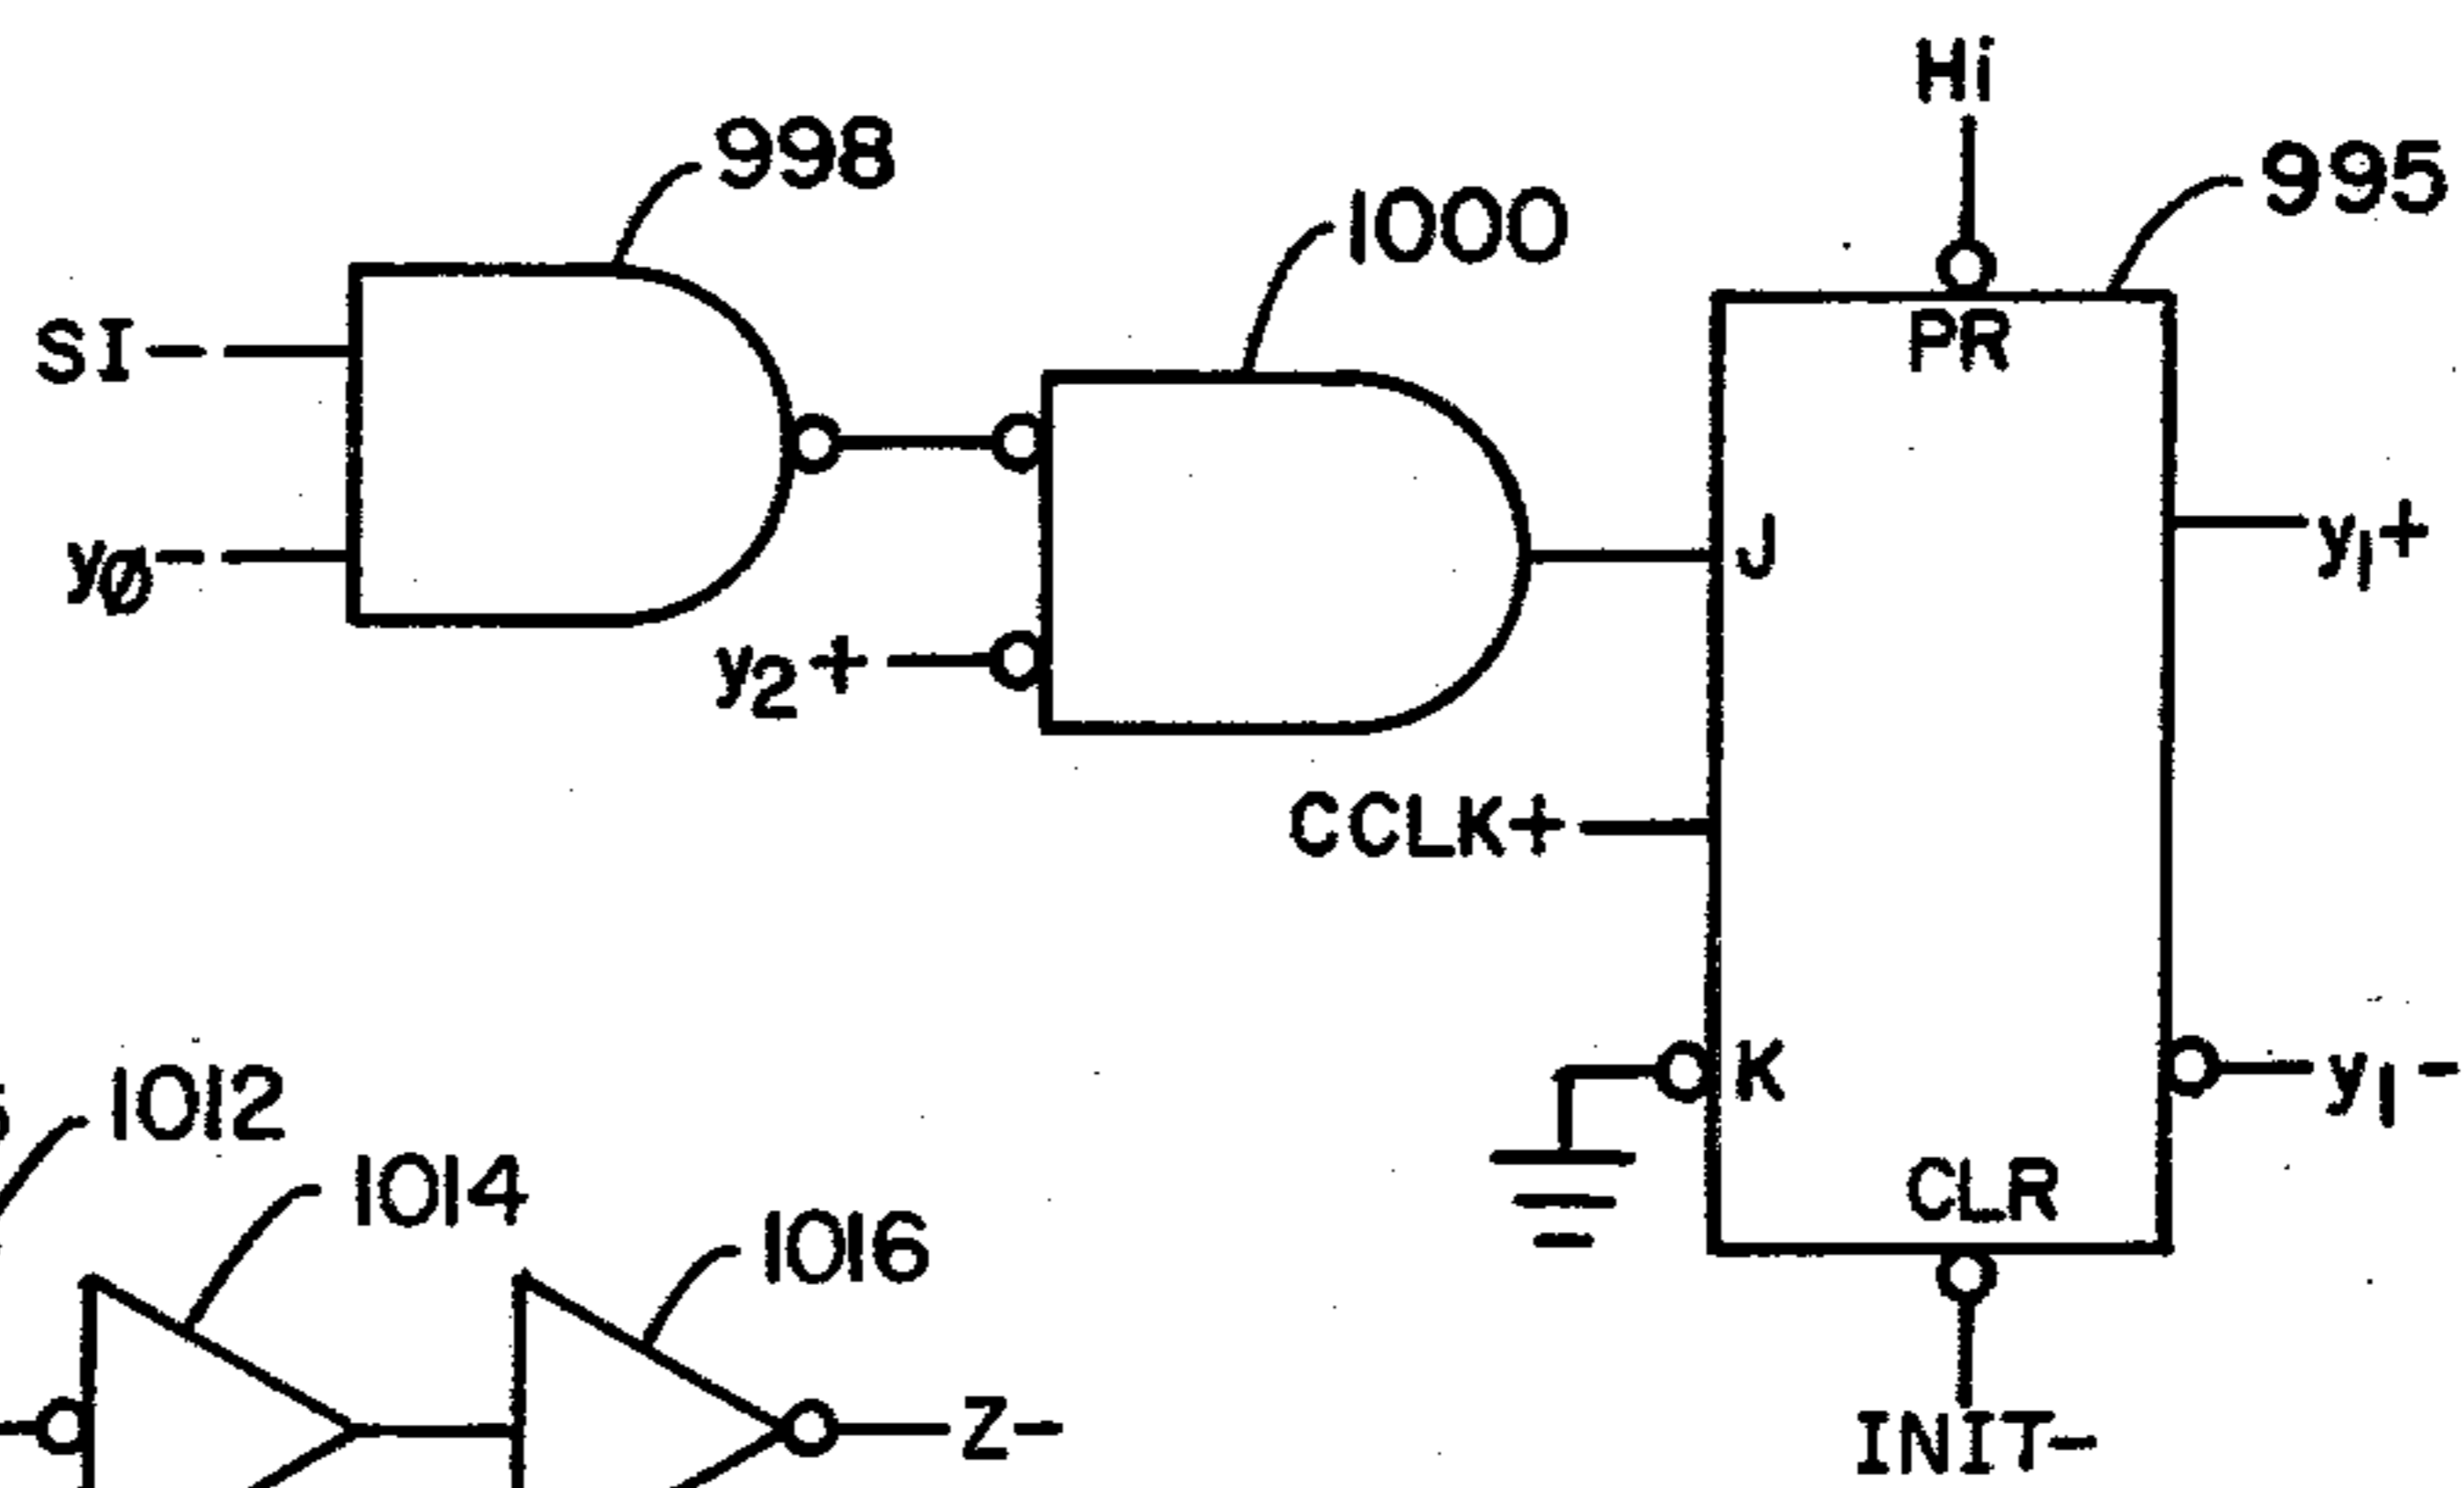 Hi
998
995
1000
SI-
PR
J
y1+
yø-
y2+
CCLK+
K
y1-
1012
1014
CLR
1016
Z-
INIT-